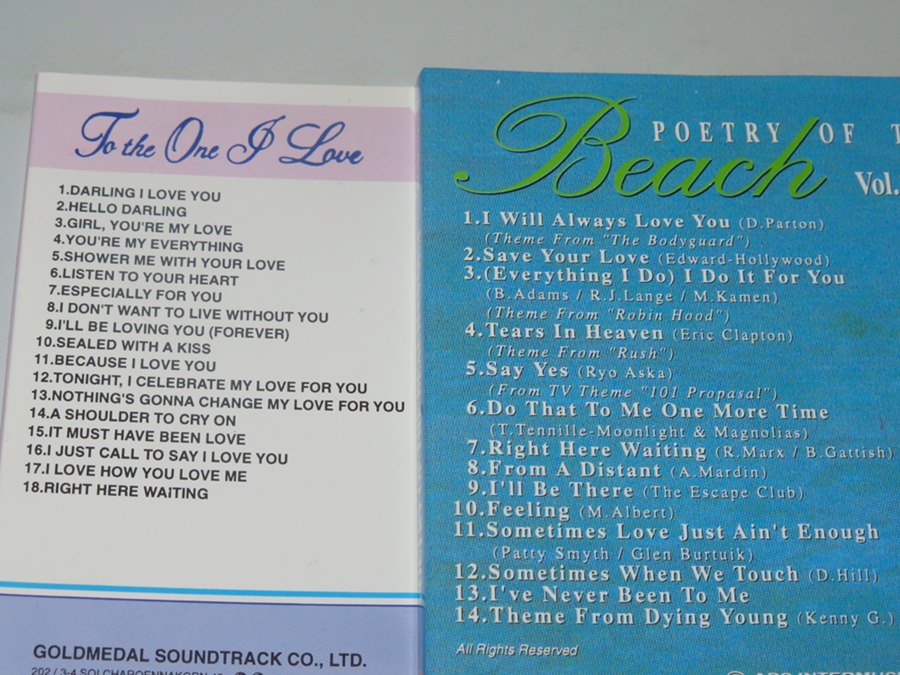 To the One I Love
1.DARLING I LOVE YOU
2.HELLO DARLING
3.GIRL, YOU'RE MY LOVE
4.YOU'RE MY EVERYTHING
5.SHOWER ME WITH YOUR LOVE
6.LISTEN TO YOUR HEART
7.ESPECIALLY FOR YOU
8.I DON'T WANT TO LIVE WITHOUT YOU
9.I'LL BE LOVING YOU (FOREVER)
10.SEALED WITH A KISS
11.BECAUSE I LOVE YOU
12.TONIGHT, I CELEBRATE MY LOVE FOR YOU
13.NOTHING'S GONNA CHANGE MY LOVE FOR YOU
14.A SHOULDER TO CRY ON
15.IT MUST HAVE BEEN LOVE
16.I JUST CALL TO SAY I LOVE YOU
17.I LOVE HOW YOU LOVE ME
18.RIGHT HERE WAITING
GOLDMEDAL SOUNDTRACK CO., LTD.
POETRY OF
Beach
Vol.
1.I Will Always Love You (D.Parton)
(Theme From "The Bodyguard")
2.Save Your Love (Edward-Hollywood)
3.(Everything I Do) I Do It For You
(B.Adams / R.J.Lange / M.Kamen)
(Theme From "Robin Hood")
4.Tears In Heaven (Eric Clapton)
(Theme From "Rush")
5.Say Yes (Ryo Aska)
(From TV Theme "101 Propasal")
6.Do That To Me One More Time
(T.Tennille-Moonlight & Magnolias)
7.Right Here Waiting (R.Marx / B.Gattish)
8.From A Distant (A.Mardin)
9.I'll Be There (The Escape Club)
10.Feeling (M.Albert)
11.Sometimes Love Just Ain't Enough
(Patty Smyth / Glen Burtuik)
12.Sometimes When We Touch (D.Hill)
13.I've Never Been To Me
14.Theme From Dying Young (Kenny G.)
All Rights Reserved